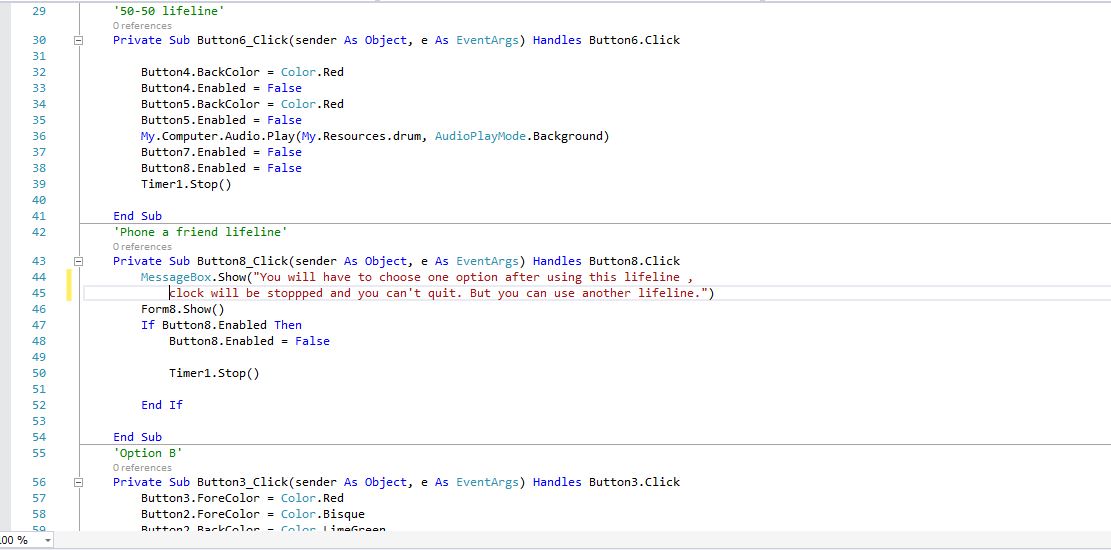 29 '50-50 lifeline'
0 references
30 Private Sub Button6_Click(sender As Object, e As EventArgs) Handles Button6.Click
31
32 Button4.BackColor = Color.Red
33 Button4.Enabled = False
34 Button5.BackColor = Color.Red
35 Button5.Enabled = False
36 My.Computer.Audio.Play(My.Resources.drum, AudioPlayMode.Background)
37 Button7.Enabled = False
38 Button8.Enabled = False
39 Timer1.Stop()
40
41 End Sub
42 'Phone a friend lifeline'
0 references
43 Private Sub Button8_Click(sender As Object, e As EventArgs) Handles Button8.Click
44 MessageBox.Show("You will have to choose one option after using this lifeline ,
45 clock will be stoppped and you can't quit. But you can use another lifeline.")
46 Form8.Show()
47 If Button8.Enabled Then
48 Button8.Enabled = False
49
50 Timer1.Stop()
51
52 End If
53
54 End Sub
55 'Option B'
0 references
56 Private Sub Button3_Click(sender As Object, e As EventArgs) Handles Button3.Click
57 Button3.ForeColor = Color.Red
58 Button2.ForeColor = Color.Bisque
59 Button2.BackColor = Color.LimeGreen
00 %